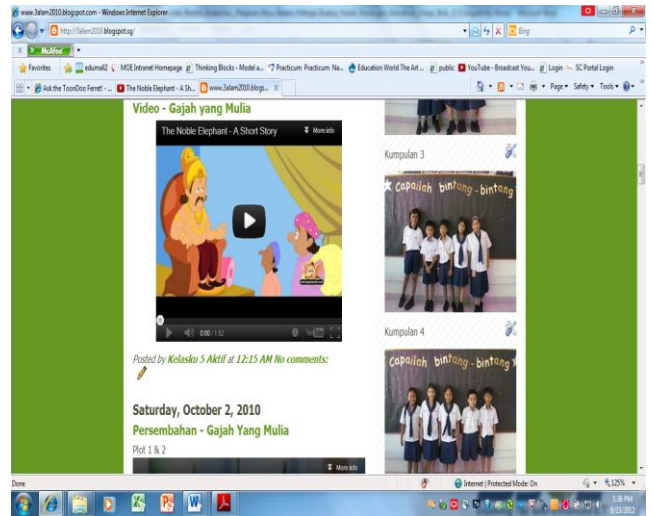 www.3alam2010.blogspot.com - Windows Internet Explorer
http://3alam2010.blogspot.sg/
Bing
x McAfee
Favorites edumall2 MOE Intranet Homepage Thinking Blocks - Model a... Practicum Practicum Na... Education World The Art ... public YouTube - Broadcast You... Login SC Portal Login
Ask the ToonDoo Ferret! - ... The Noble Elephant - A Sh... www.3alam2010.blogs... x
Page Safety Tools
Video - Gajah yang Mulia
The Noble Elephant - A Short Story More info
0:00 / 1:52
Posted by Kelasku 5 Aktif at 12:15 AM No comments:
Saturday, October 2, 2010
Persembahan - Gajah Yang Mulia
Plot 1 & 2
More info
Kumpulan 3
Capailah bintang-bintang
Kumpulan 4
Capailah bintang-bintang
Done
Internet | Protected Mode: On
125%
3:36 PM
8/23/2012